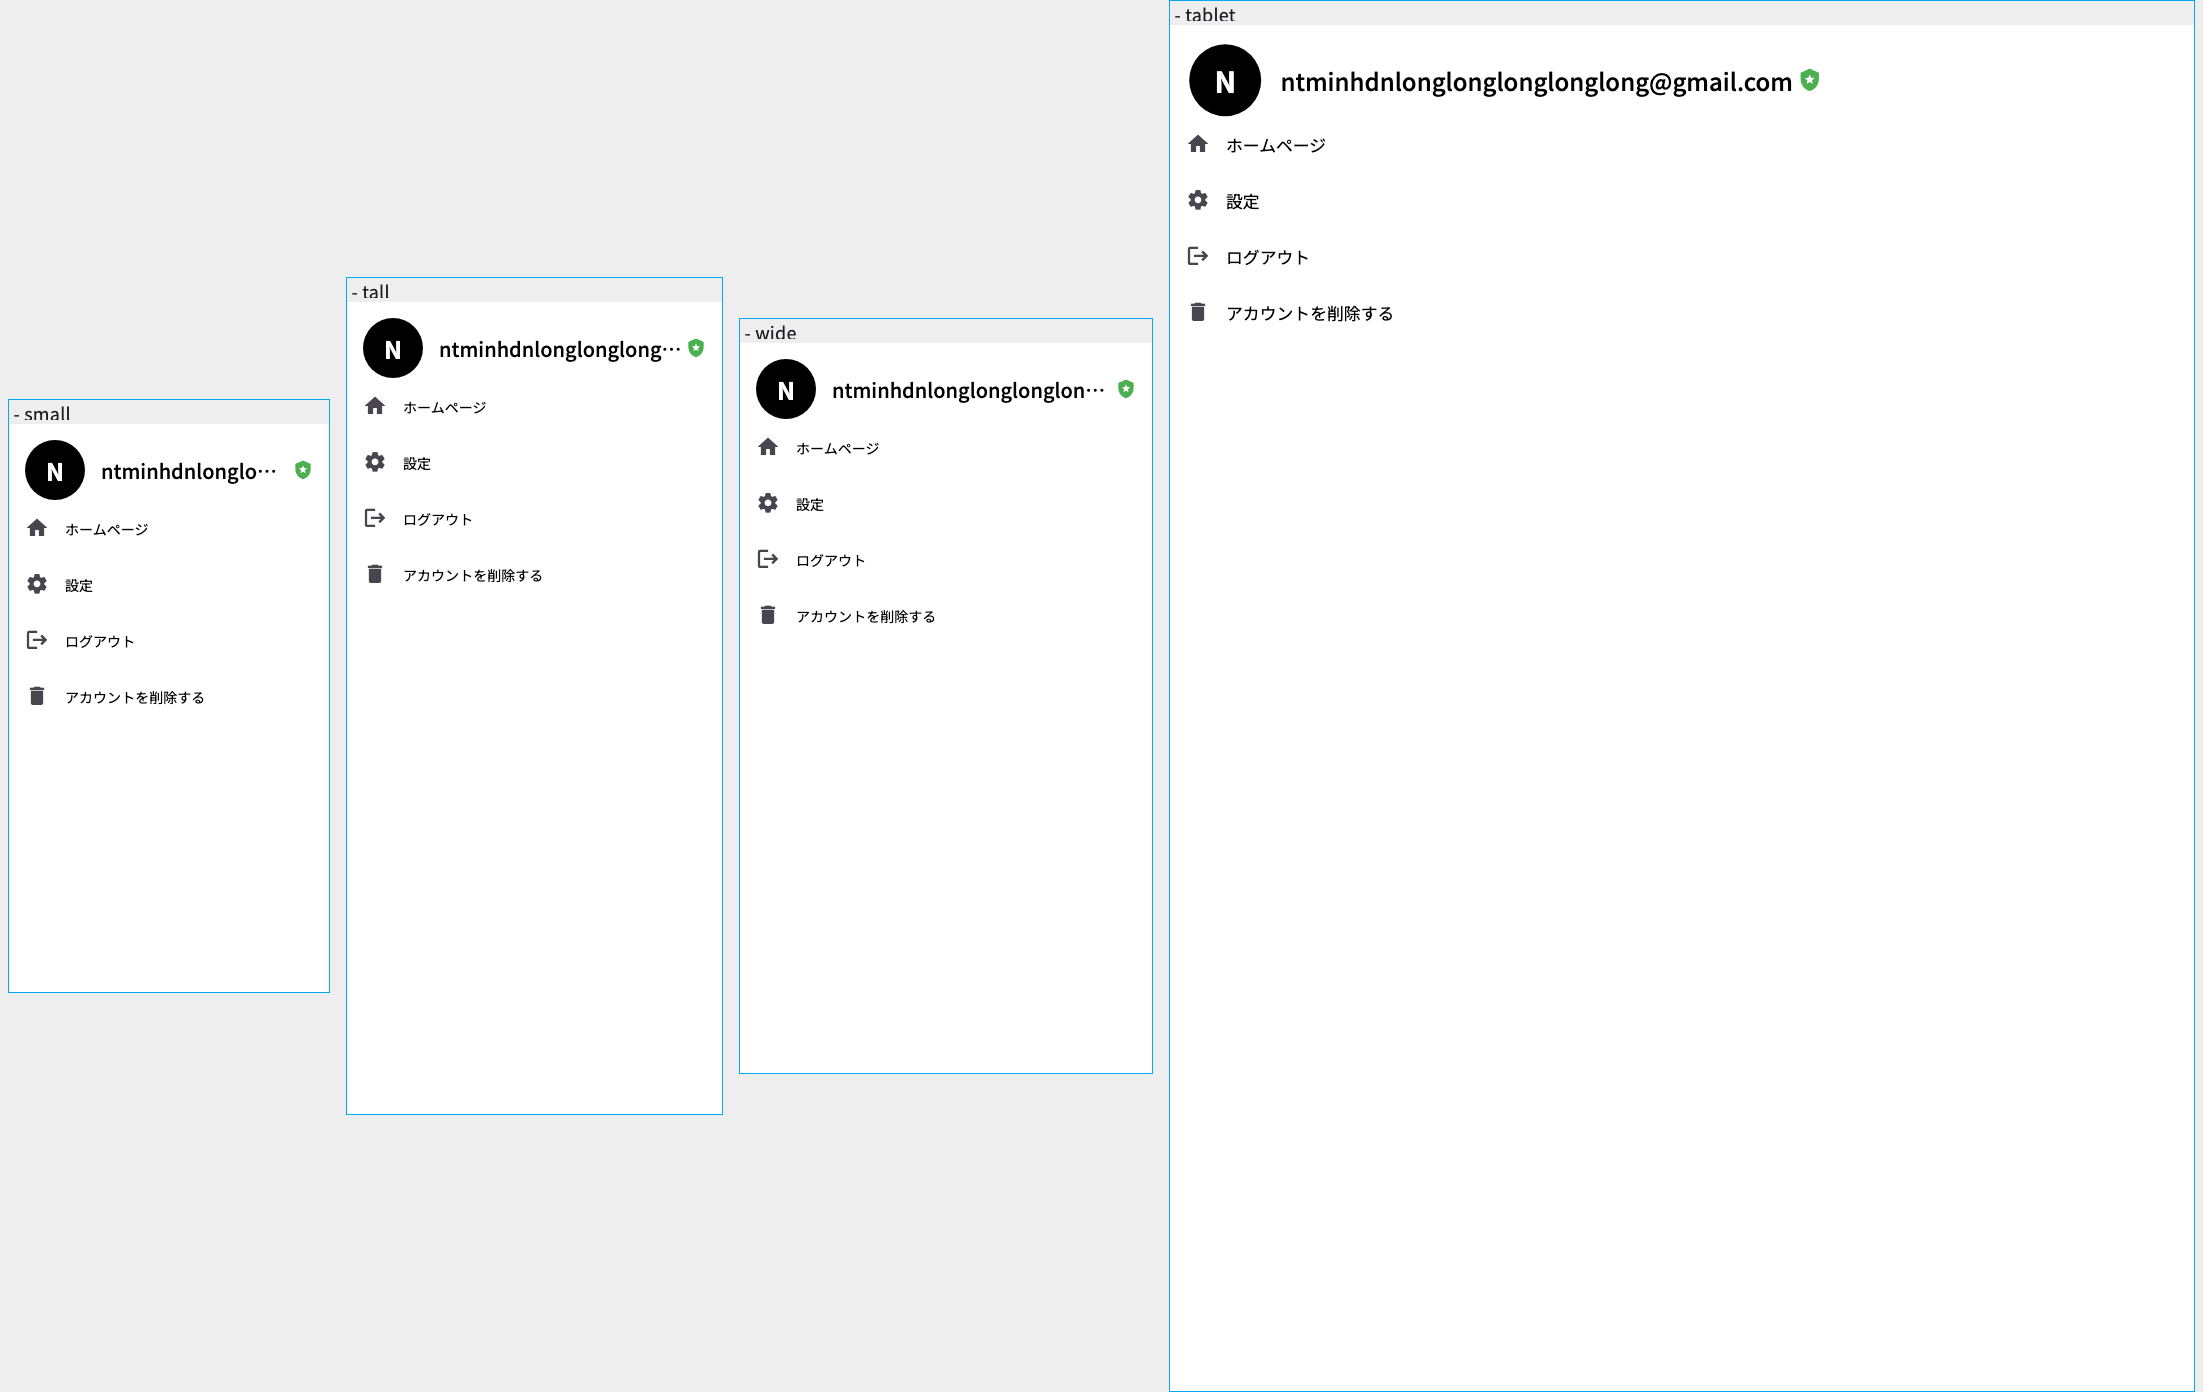 - small
N
ntminhdnlonglo…
ホームページ
設定
ログアウト
アカウントを削除する
- tall
N
ntminhdnlonglonglong…
ホームページ
設定
ログアウト
アカウントを削除する
- wide
N
ntminhdnlonglonglonglon…
ホームページ
設定
ログアウト
アカウントを削除する
- tablet
N
ntminhdnlonglonglonglonglong@gmail.com
ホームページ
設定
ログアウト
アカウントを削除する